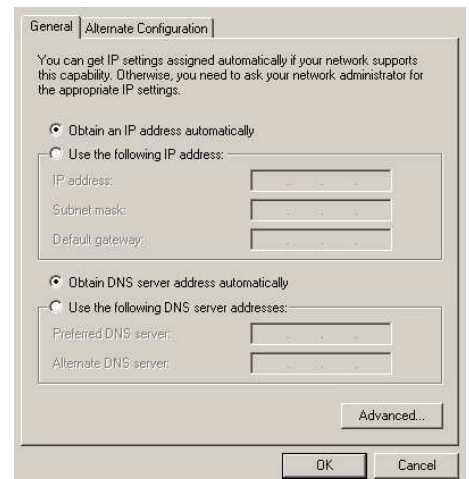 General
Alternate Configuration
You can get IP settings assigned automatically if your network supports
this capability. Otherwise, you need to ask your network administrator for
the appropriate IP settings.
Obtain an IP address automatically
Use the following IP address:
IP address:
Subnet mask:
Default gateway:
Obtain DNS server address automatically
Use the following DNS server addresses:
Preferred DNS server:
Alternate DNS server:
Advanced...
OK
Cancel